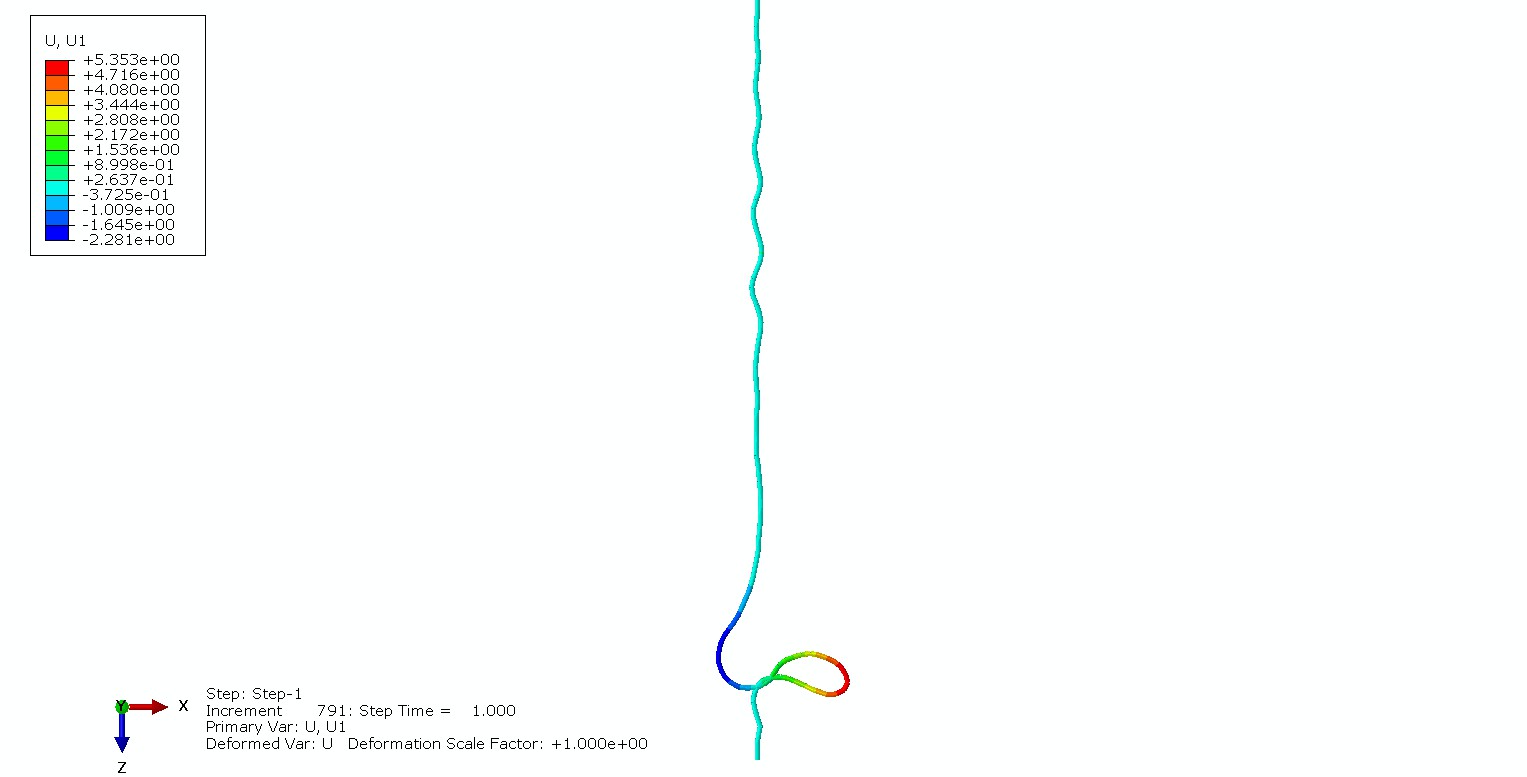 U, U1
+5.353e+00
+4.716e+00
+4.080e+00
+3.444e+00
+2.808e+00
+2.172e+00
+1.536e+00
+8.998e-01
+2.637e-01
-3.725e-01
-1.009e+00
-1.645e+00
-2.281e+00
Y
X
Z
Step: Step-1
Increment 791: Step Time = 1.000
Primary Var: U, U1
Deformed Var: U Deformation Scale Factor: +1.000e+00